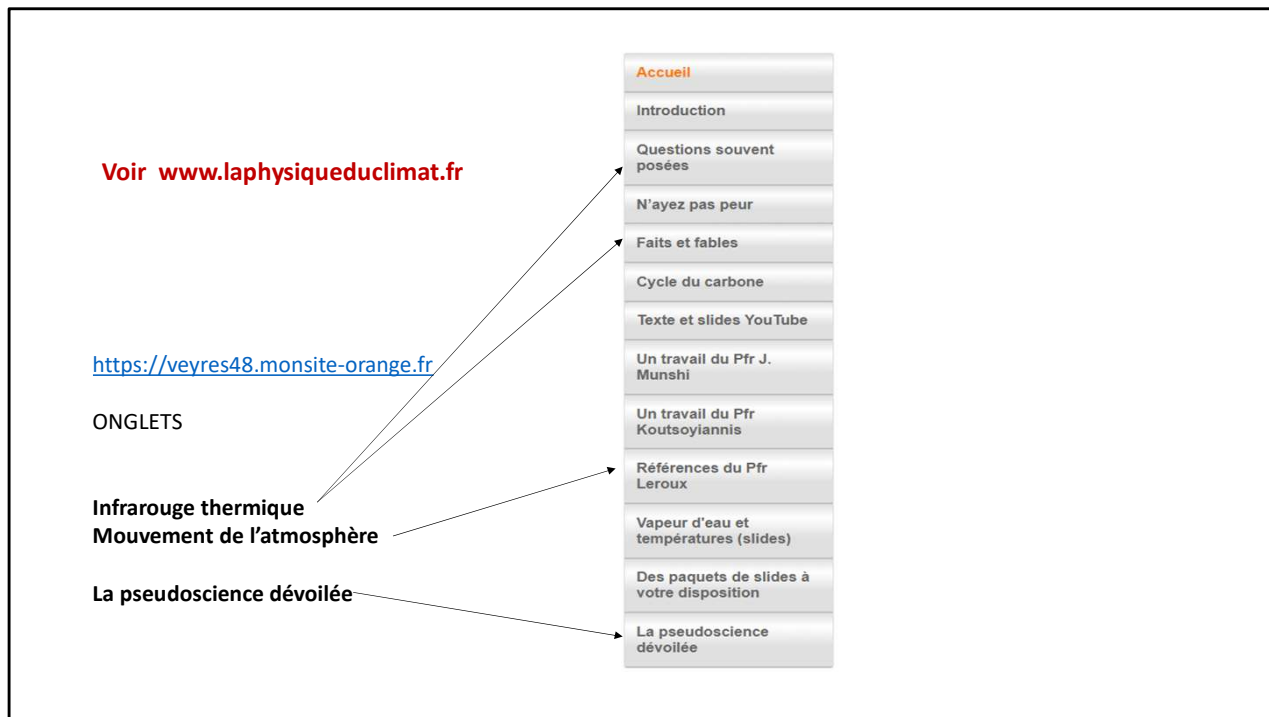 Voir www.laphysiqueduclimat.fr
https://veyres48.monsite-orange.fr
ONGLETS
Infrarouge thermique
Mouvement de l’atmosphère
La pseudoscience dévoilée
Accueil
Introduction
Questions souvent
posées
N'ayez pas peur
Faits et fables
Cycle du carbone
Texte et slides YouTube
Un travail du Pfr J.
Munshi
Un travail du Pfr
Koutsoyiannis
Références du Pfr
Leroux
Vapeur d'eau et
températures (slides)
Des paquets de slides à
votre disposition
La pseudoscience
dévoilée